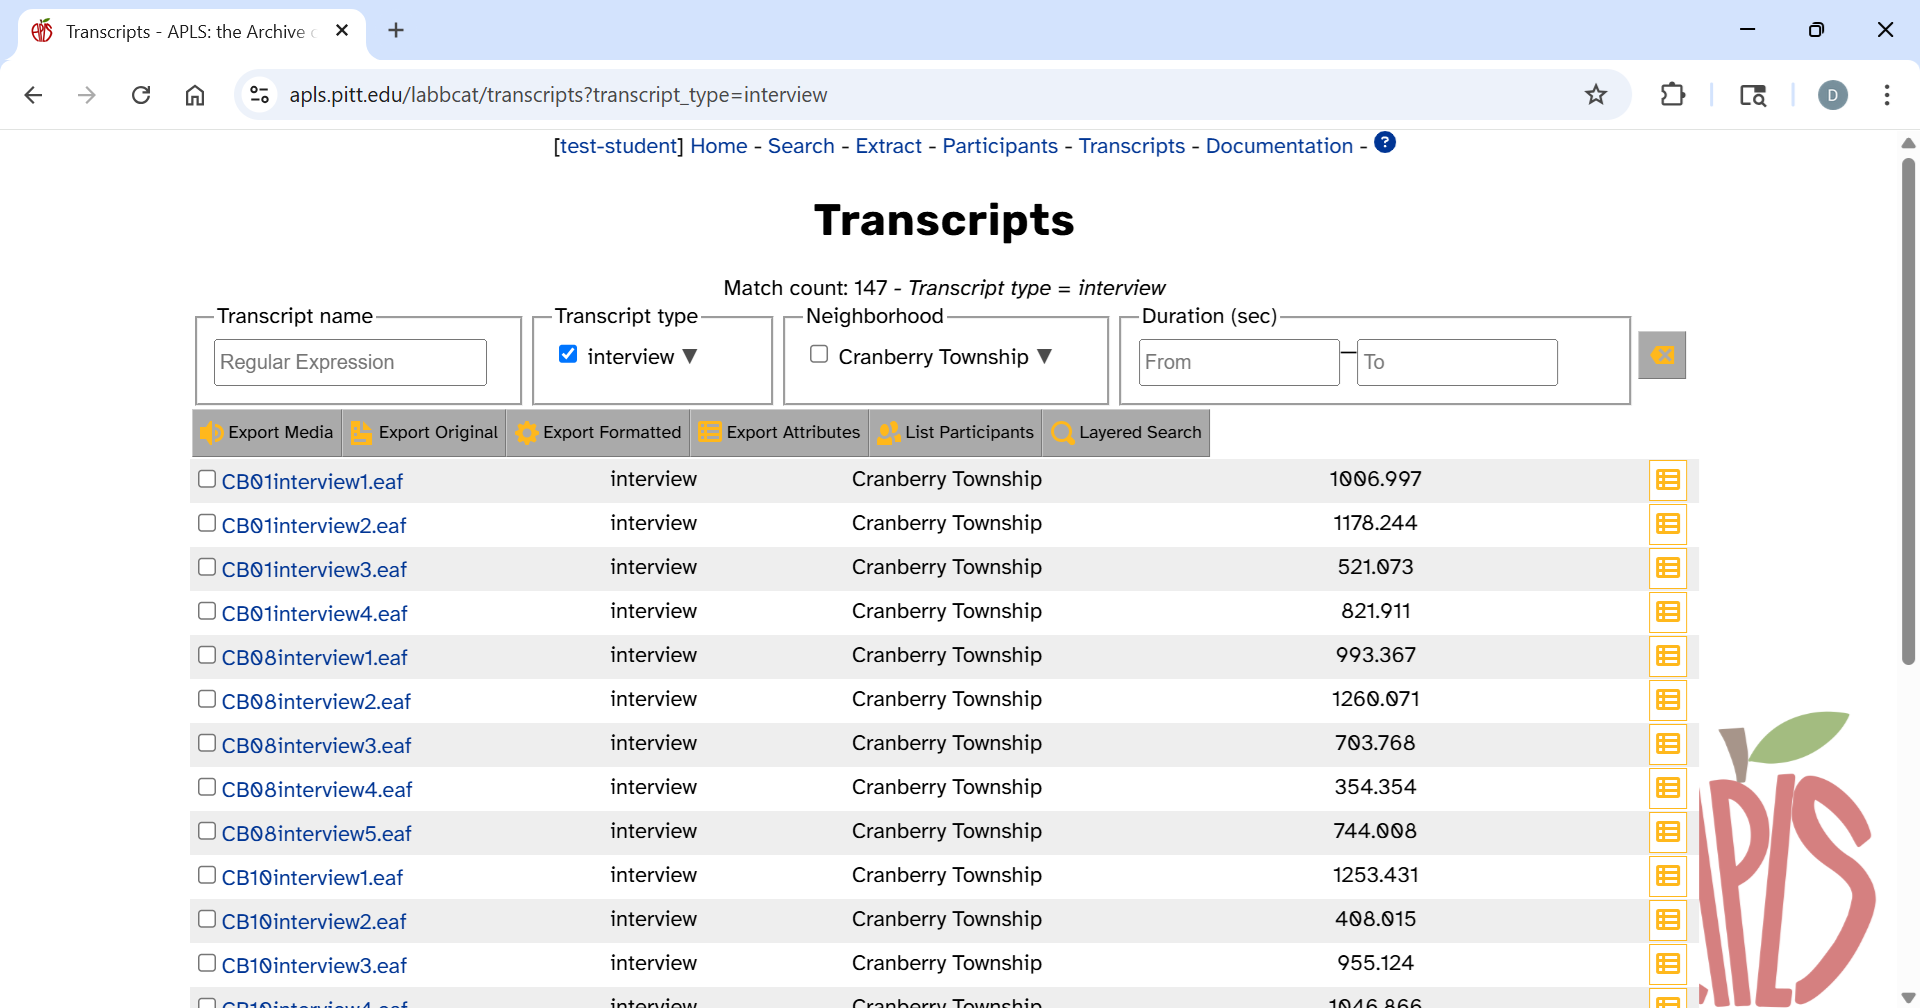 Transcripts - APLS: the Archive
apls.pitt.edu/labbcat/transcripts?transcript_type=interview
D
[test-student] Home - Search - Extract - Participants - Transcripts - Documentation - ?
Transcripts
Match count: 147 - Transcript type = interview
Transcript name Transcript type Neighborhood Duration (sec)
Regular Expression interview ▼ Cranberry Township ▼ From – To
Export Media Export Original Export Formatted Export Attributes List Participants Layered Search
CB01interview1.eaf interview Cranberry Township 1006.997
CB01interview2.eaf interview Cranberry Township 1178.244
CB01interview3.eaf interview Cranberry Township 521.073
CB01interview4.eaf interview Cranberry Township 821.911
CB08interview1.eaf interview Cranberry Township 993.367
CB08interview2.eaf interview Cranberry Township 1260.071
CB08interview3.eaf interview Cranberry Township 703.768
CB08interview4.eaf interview Cranberry Township 354.354
CB08interview5.eaf interview Cranberry Township 744.008
CB10interview1.eaf interview Cranberry Township 1253.431
CB10interview2.eaf interview Cranberry Township 408.015
CB10interview3.eaf interview Cranberry Township 955.124
CB10interview4.eaf interview Cranberry Township 1046.866
APLS